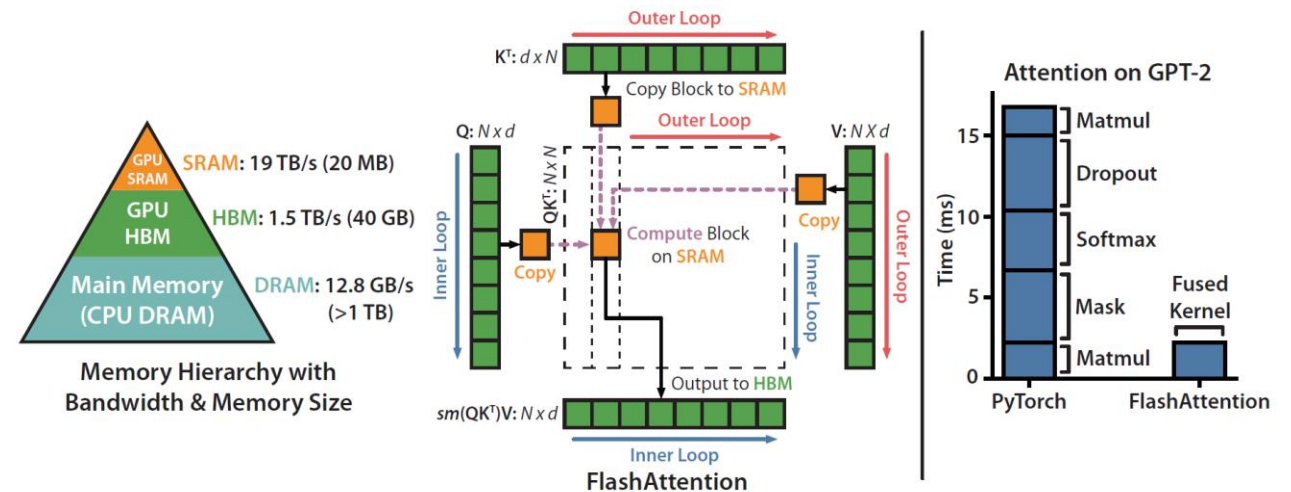 GPU
SRAM
SRAM: 19 TB/s (20 MB)
GPU
HBM
HBM: 1.5 TB/s (40 GB)
Main Memory
(CPU DRAM)
DRAM: 12.8 GB/s
(>1 TB)
Memory Hierarchy with
Bandwidth & Memory Size
Outer Loop
Kᵀ: d x N
Copy Block to SRAM
Outer Loop
Q: N x d
V: N X d
QKᵀ: N x N
Copy
Compute Block
on SRAM
Copy
Inner Loop
Inner Loop
Outer Loop
Output to HBM
sm(QKᵀ)V: N x d
Inner Loop
FlashAttention
Attention on GPT-2
Time (ms)
15
10
5
0
Matmul
Dropout
Softmax
Mask
Matmul
Fused
Kernel
PyTorch
FlashAttention